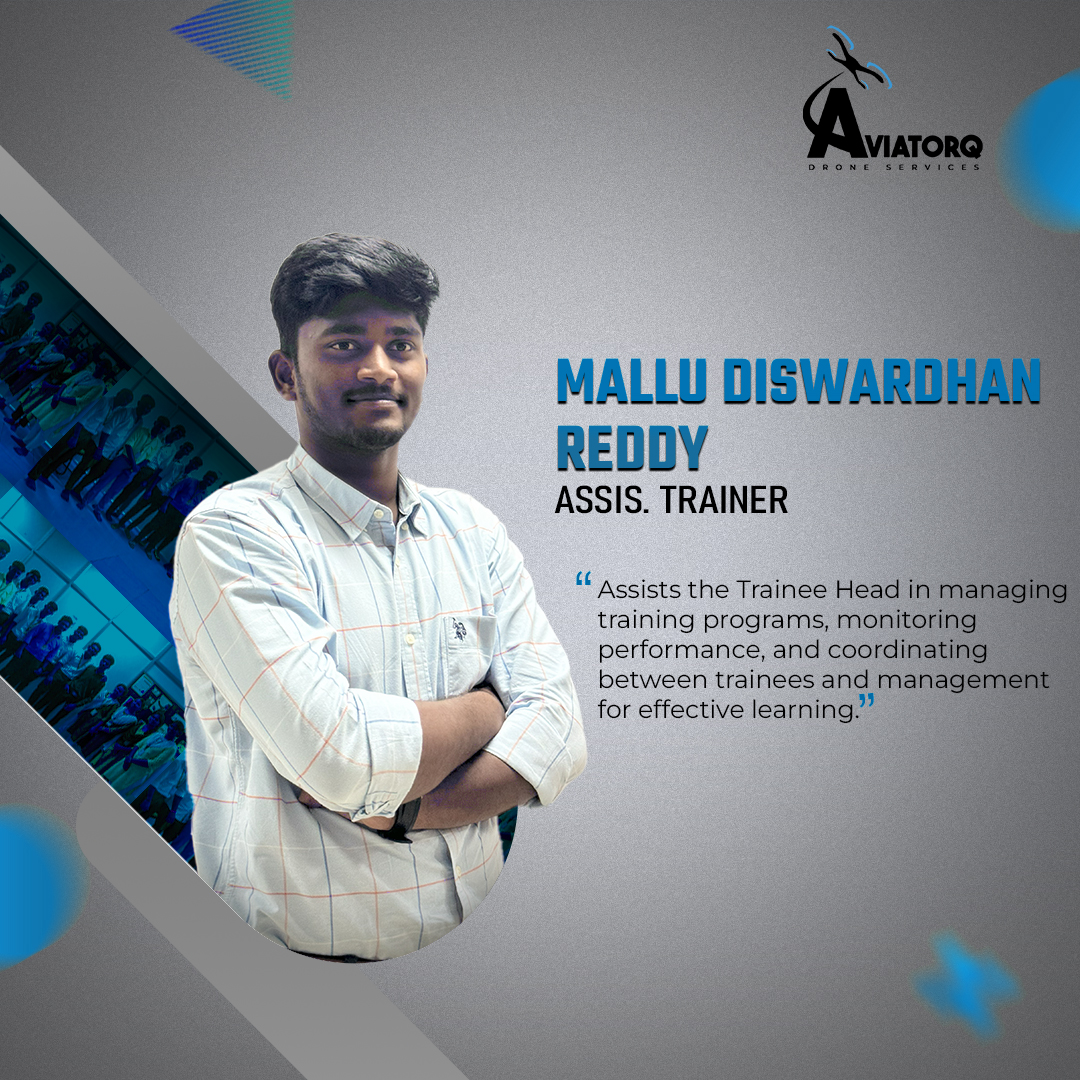 AVIATORQ
DRONE SERVICES
MALLU DISWARDHAN
REDDY
ASSIS. TRAINER
“Assists the Trainee Head in managing
training programs, monitoring
performance, and coordinating
between trainees and management
for effective learning.”